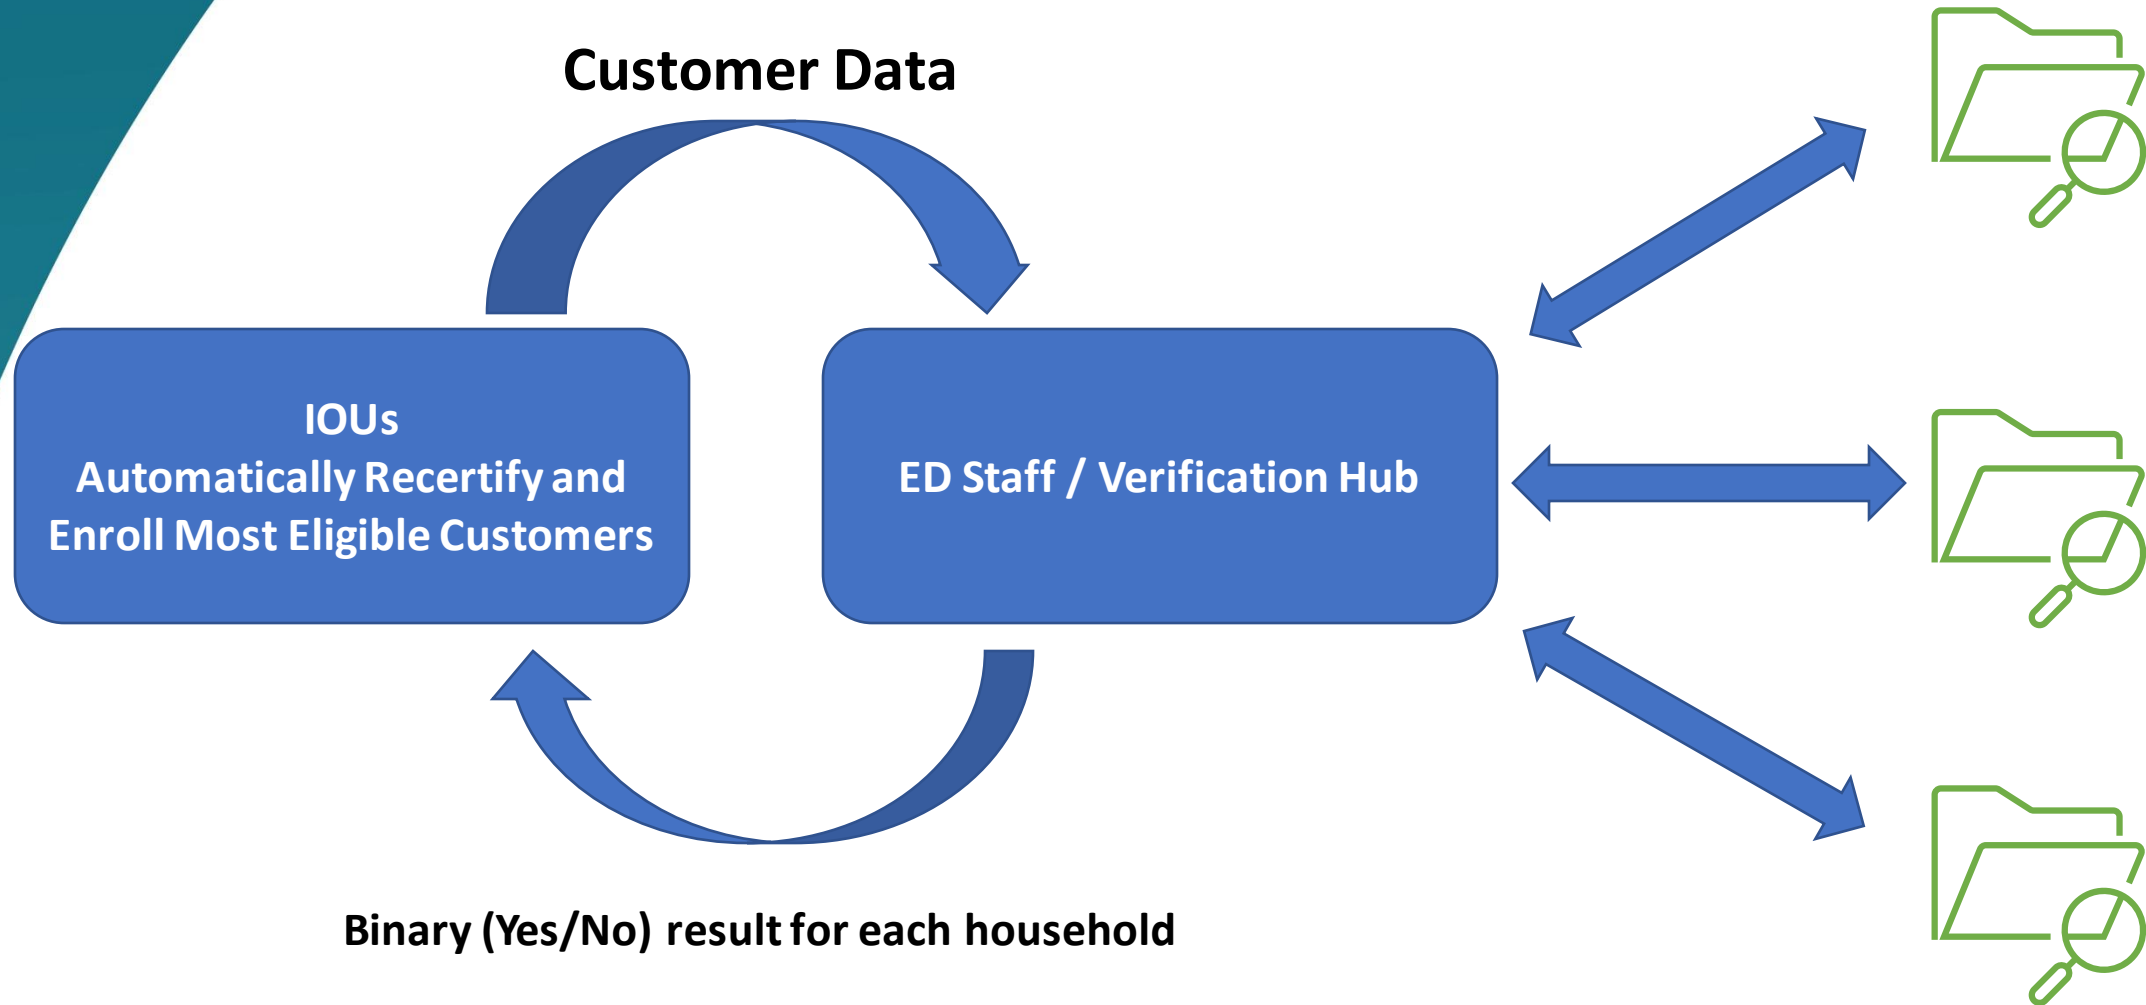 Customer Data
IOUs
Automatically Recertify and
Enroll Most Eligible Customers
ED Staff / Verification Hub
Binary (Yes/No) result for each household